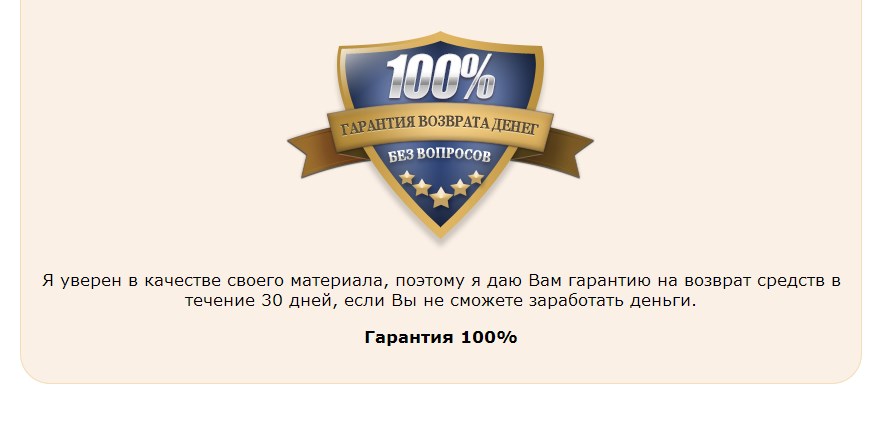 100%
ГАРАНТИЯ ВОЗВРАТА ДЕНЕГ
БЕЗ ВОПРОСОВ
Я уверен в качестве своего материала, поэтому я даю Вам гарантию на возврат средств в
течение 30 дней, если Вы не сможете заработать деньги.
Гарантия 100%